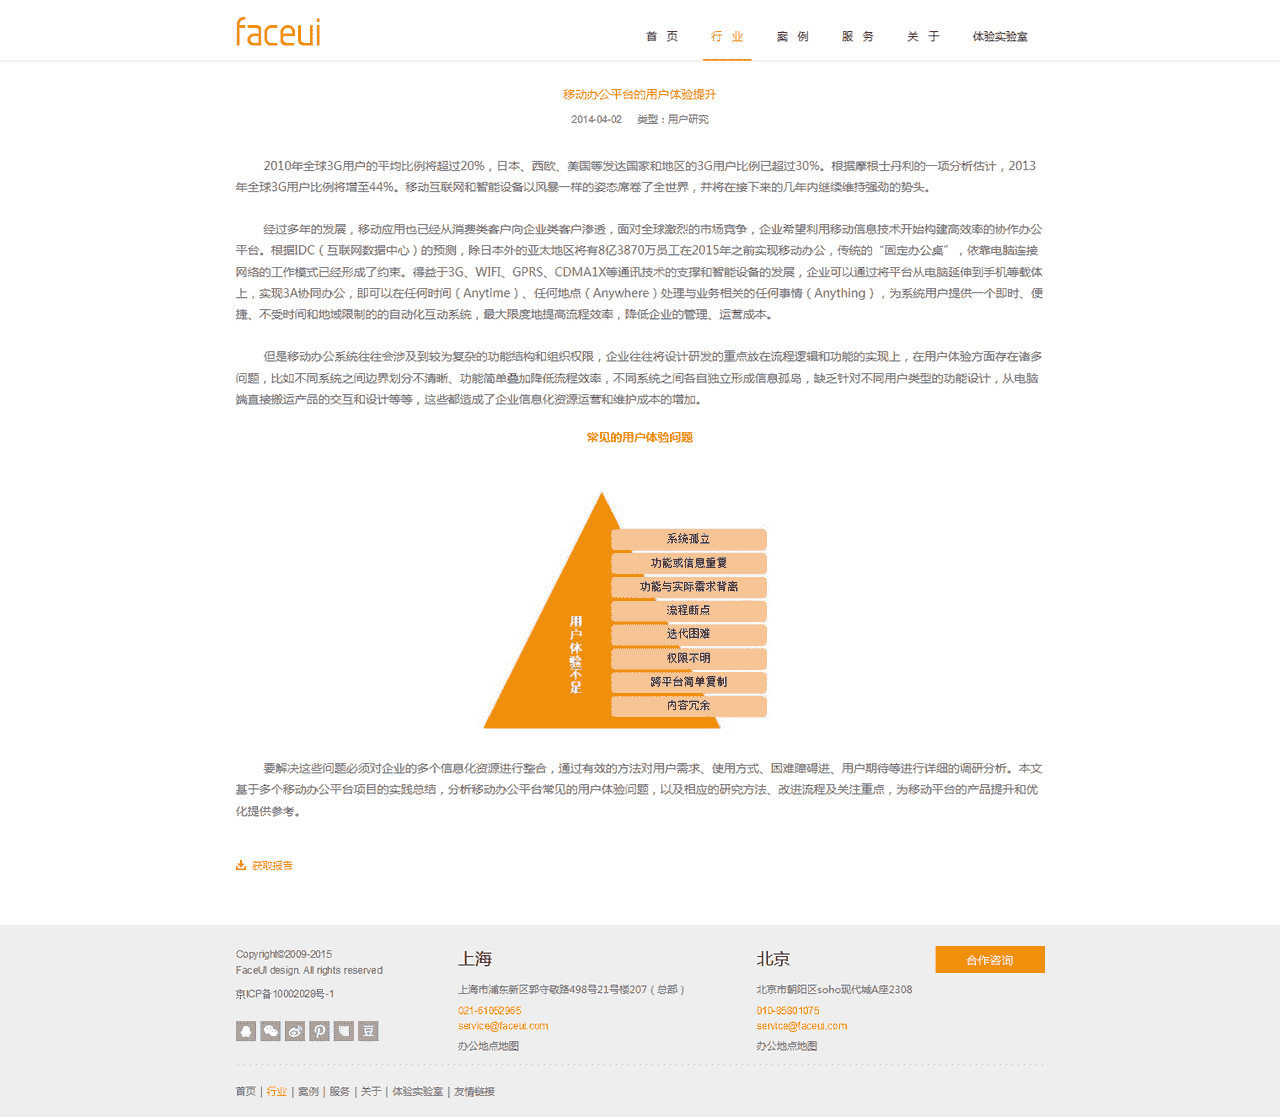 faceui
首 页 行 业 案 例 服 务 关 于 体验实验室
移动办公平台的用户体验提升
2014-04-02 类型：用户研究
2010年全球3G用户的平均比例将超过20%，日本、西欧、美国等发达国家和地区的3G用户比例已超过30%。根据摩根士丹利的一项分析估计，2013
年全球3G用户比例将增至44%。移动互联网和智能设备以风暴一样的姿态席卷了全世界，并将在接下来的几年内继续维持强劲的势头。
经过多年的发展，移动应用也已经从消费类客户向企业类客户渗透，面对全球激烈的市场竞争，企业希望利用移动信息技术开始构建高效率的协作办公
平台。根据IDC（互联网数据中心）的预测，除日本外的亚太地区将有8亿3870万员工在2015年之前实现移动办公，传统的“固定办公桌”，依靠电脑连接
网络的工作模式已经形成了约束。得益于3G、WIFI、GPRS、CDMA1X等通讯技术的支撑和智能设备的发展，企业可以通过将平台从电脑延伸到手机等载体
上，实现3A协同办公，即可以在任何时间（Anytime）、任何地点（Anywhere）处理与业务相关的任何事情（Anything），为系统用户提供一个即时、便
捷、不受时间和地域限制的的自动化互动系统，最大限度地提高流程效率，降低企业的管理、运营成本。
但是移动办公系统往往会涉及到较为复杂的功能结构和组织权限，企业往往将设计研发的重点放在流程逻辑和功能的实现上，在用户体验方面存在诸多
问题，比如不同系统之间边界划分不清晰、功能简单叠加降低流程效率，不同系统之间各自独立形成信息孤岛，缺乏针对不同用户类型的功能设计，从电脑
端直接搬运产品的交互和设计等等，这些都造成了企业信息化资源运营和维护成本的增加。
常见的用户体验问题
用户体验不足
系统孤立
功能或信息重复
功能与实际需求背离
流程断点
迭代困难
权限不明
跨平台简单复制
内容冗余
要解决这些问题必须对企业的多个信息化资源进行整合，通过有效的方法对用户需求、使用方式、困难障碍进、用户期待等进行详细的调研分析。本文
基于多个移动办公平台项目的实践总结，分析移动办公平台常见的用户体验问题，以及相应的研究方法、改进流程及关注重点，为移动平台的产品提升和优
化提供参考。
获取报告
Copyright©2009-2015
FaceUI design. All rights reserved
京ICP备10002028号-1
上海
上海市浦东新区郭守敬路498号21号楼207（总部）
021-61052965
service@faceui.com
办公地点地图
北京
北京市朝阳区soho现代城A座2308
010-85801075
service@faceui.com
办公地点地图
合作咨询
首页 | 行业 | 案例 | 服务 | 关于 | 体验实验室 | 友情链接